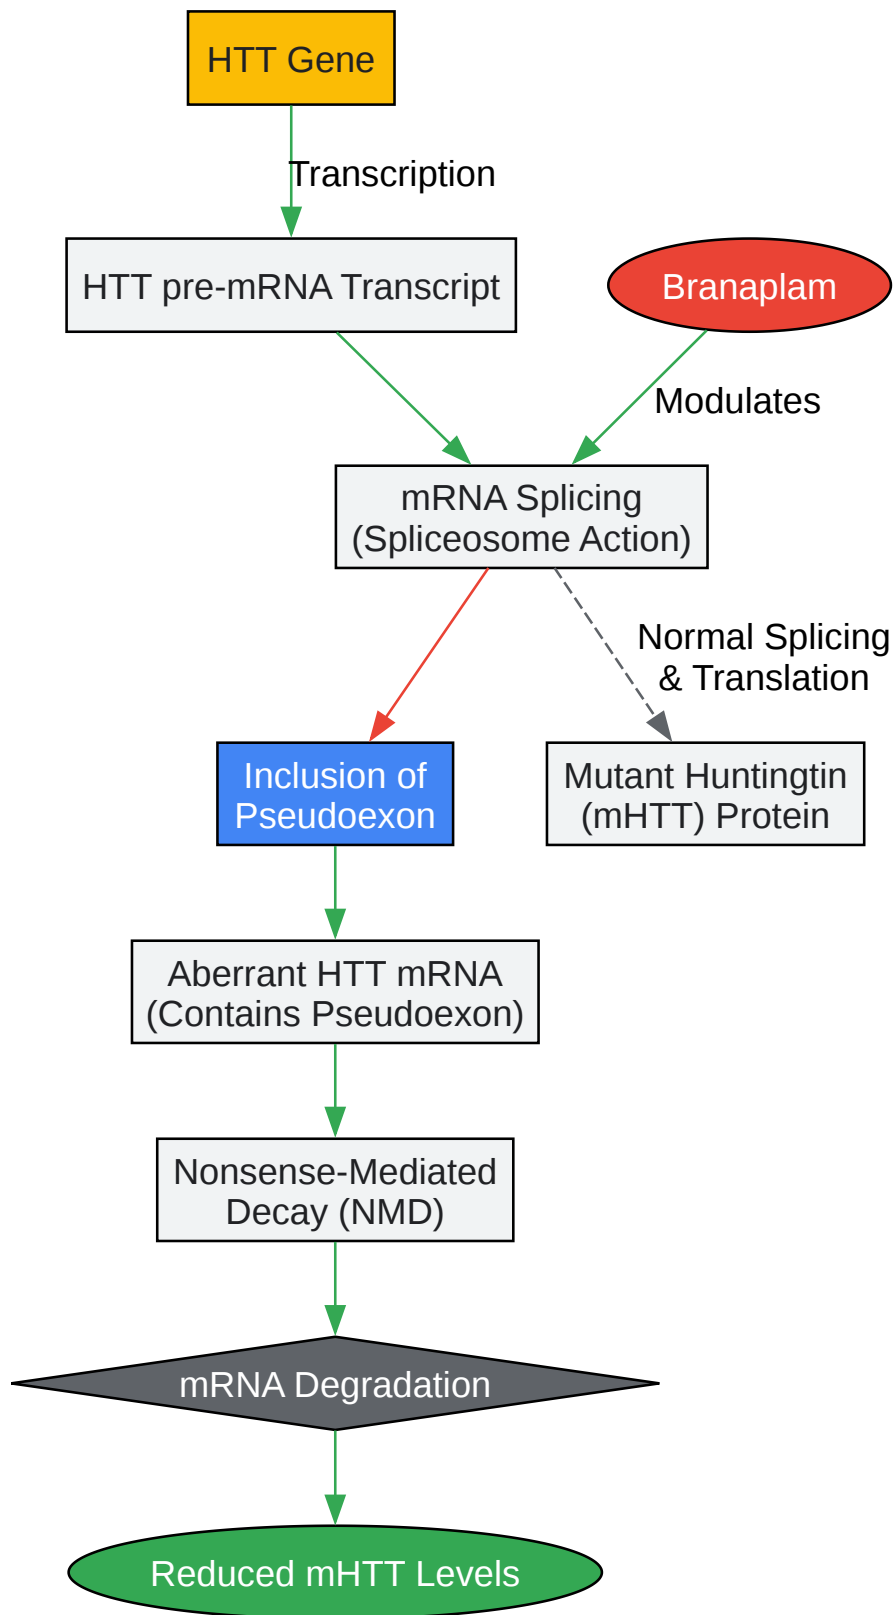 HTT Gene
Transcription
HTT pre-mRNA Transcript
Branaplam
Modulates
mRNA Splicing
(Spliceosome Action)
Normal Splicing
& Translation
Inclusion of
Pseudoexon
Mutant Huntingtin
(mHTT) Protein
Aberrant HTT mRNA
(Contains Pseudoexon)
Nonsense-Mediated
Decay (NMD)
mRNA Degradation
Reduced mHTT Levels